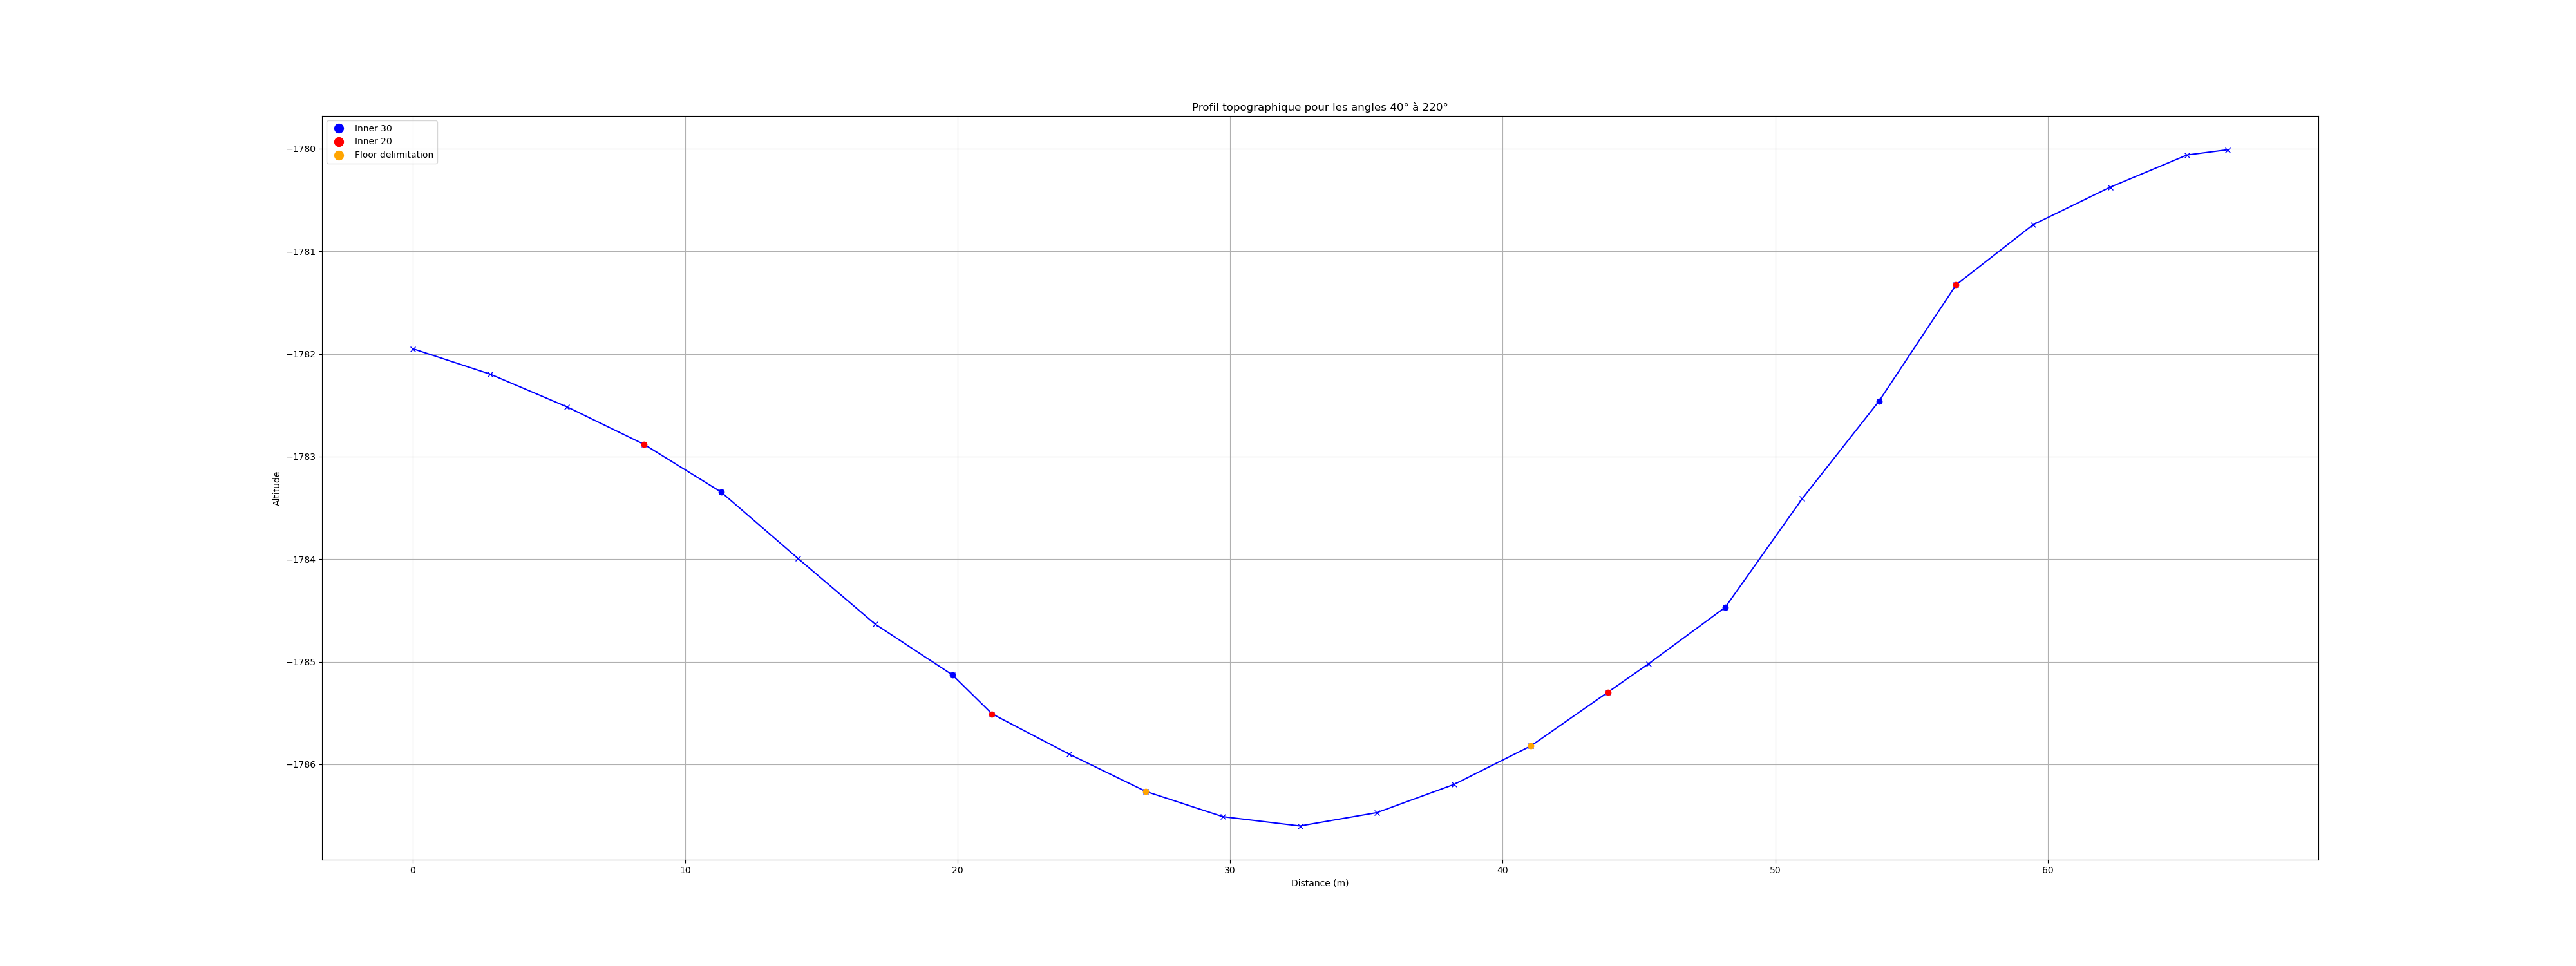 Profil topographique pour les angles 40° à 220°
Inner 30
Inner 20
Floor delimitation
−1780
−1781
−1782
−1783
−1784
−1785
−1786
Altitude
0 10 20 30 40 50 60
Distance (m)